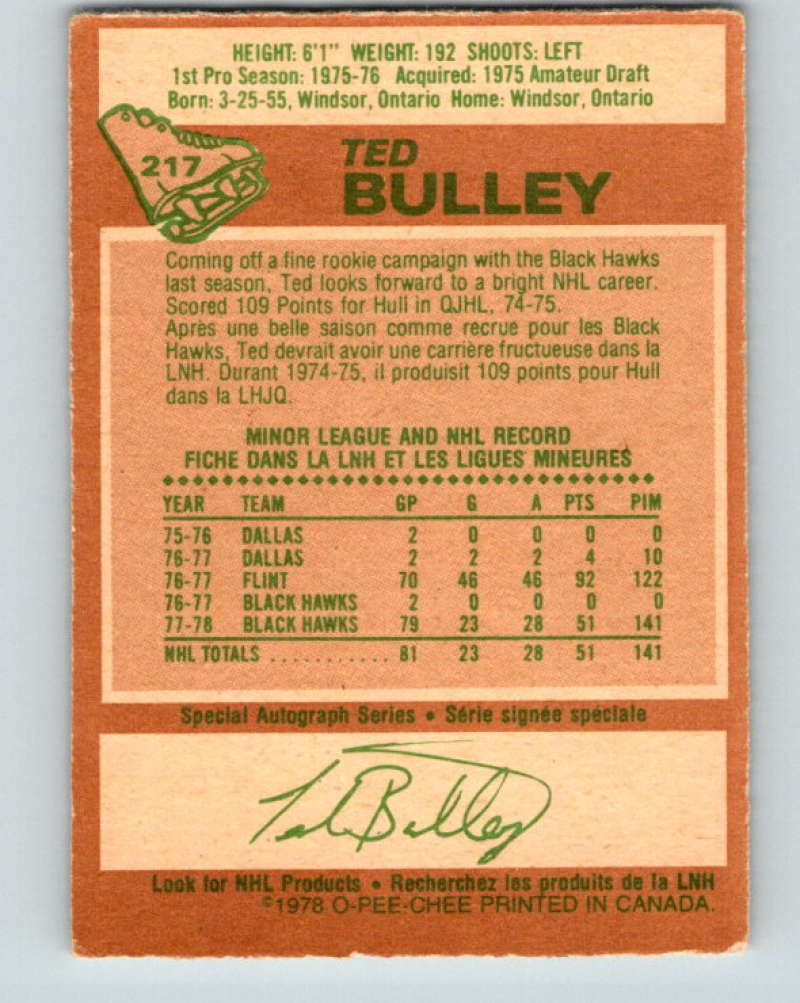 HEIGHT: 6'1" WEIGHT: 192 SHOOTS: LEFT
1st Pro Season: 1975-76 Acquired: 1975 Amateur Draft
Born: 3-25-55, Windsor, Ontario Home: Windsor, Ontario
217
TED
BULLEY
Coming off a fine rookie campaign with the Black Hawks
last season, Ted looks forward to a bright NHL career.
Scored 109 Points for Hull in QJHL, 74-75.
Après une belle saison comme recrue pour les Black
Hawks, Ted devrait avoir une carrière fructueuse dans la
LNH. Durant 1974-75, il produisit 109 points pour Hull
dans la LHJQ.
MINOR LEAGUE AND NHL RECORD
FICHE DANS LA LNH ET LES LIGUES MINEURES
YEAR TEAM GP G A PTS PIM
75-76 DALLAS 2 0 0 0 0
76-77 DALLAS 2 2 2 4 10
76-77 FLINT 70 46 46 92 122
76-77 BLACK HAWKS 2 0 0 0 0
77-78 BLACK HAWKS 79 23 28 51 141
NHL TOTALS ............ 81 23 28 51 141
Special Autograph Series • Série signée spéciale
Ted Bulley
Look for NHL Products • Recherchez les produits de la LNH
©1978 O-PEE-CHEE PRINTED IN CANADA.